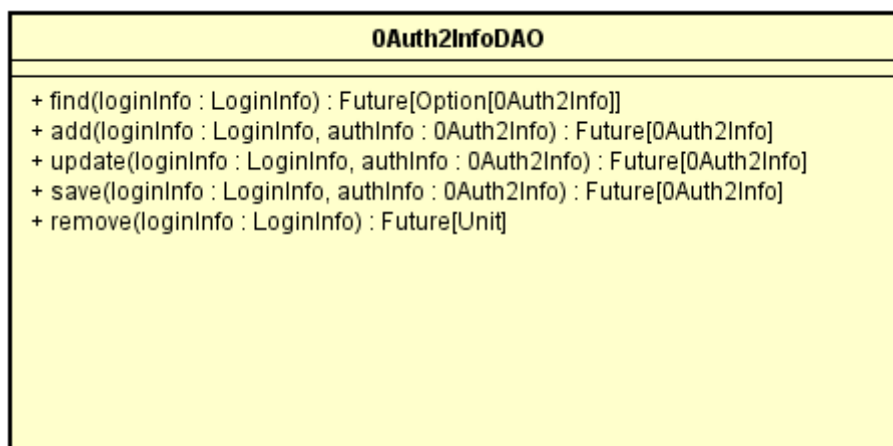 0Auth2InfoDAO
+ find(loginInfo : LoginInfo) : Future[Option[0Auth2Info]]
+ add(loginInfo : LoginInfo, authInfo : 0Auth2Info) : Future[0Auth2Info]
+ update(loginInfo : LoginInfo, authInfo : 0Auth2Info) : Future[0Auth2Info]
+ save(loginInfo : LoginInfo, authInfo : 0Auth2Info) : Future[0Auth2Info]
+ remove(loginInfo : LoginInfo) : Future[Unit]